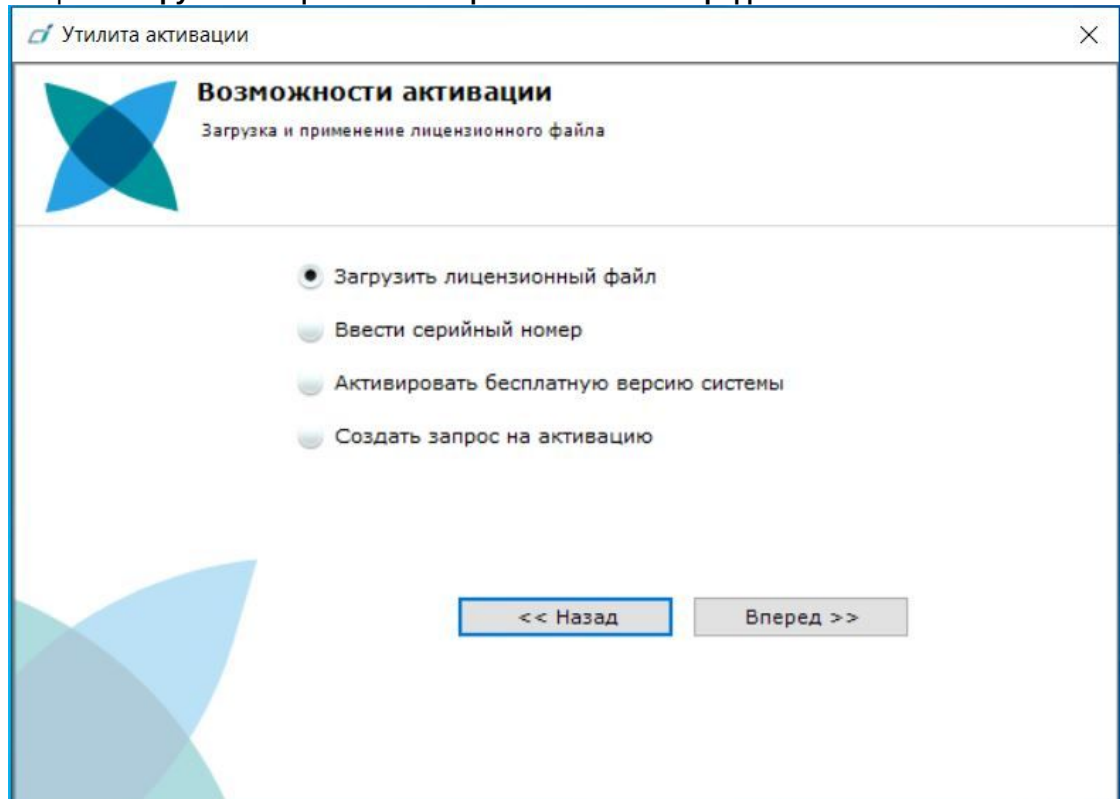 Утилита активации
Возможности активации
Загрузка и применение лицензионного файла
Загрузить лицензионный файл
Ввести серийный номер
Активировать бесплатную версию системы
Создать запрос на активацию
<< Назад
Вперед >>